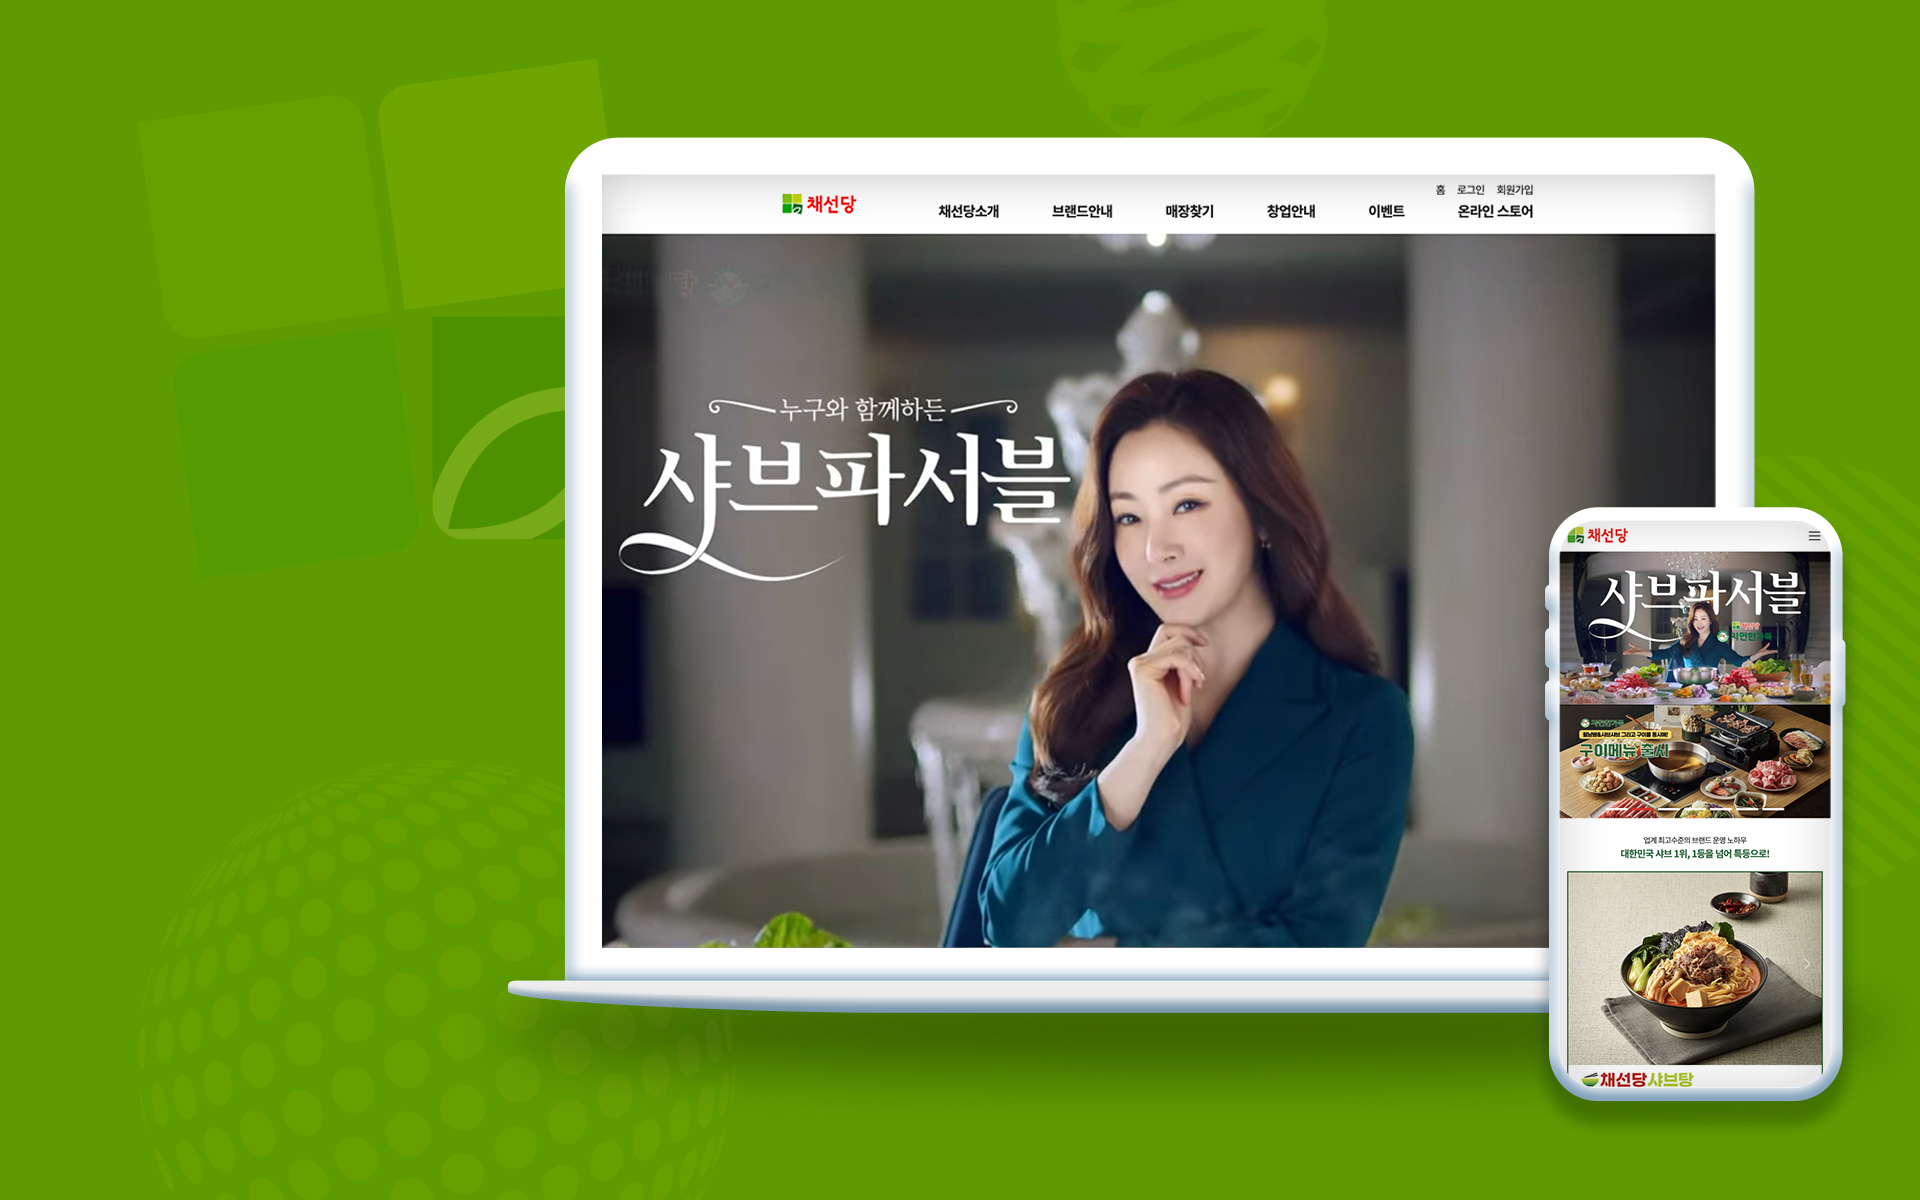 채선당
홈 로그인 회원가입
채선당소개 브랜드안내 매장찾기 창업안내 이벤트 온라인 스토어
누구와 함께하든
샤브파서블
채선당
샤브파서블
채선당
구이메뉴 출시
업계 최고수준의 브랜드 운영 노하우
대한민국 샤브 1위, 1등을 넘어 특등으로!
채선당샤브탕